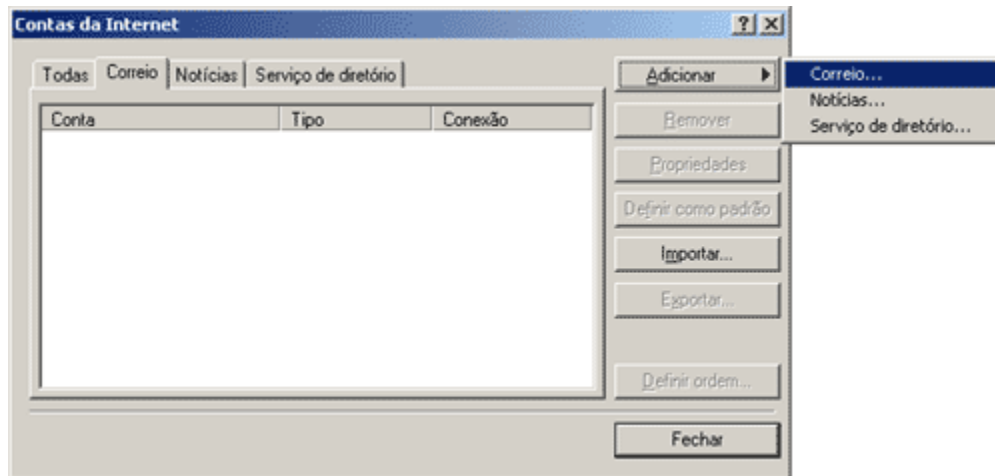 Contas da Internet
Todas Correio Notícias Serviço de diretório
Conta Tipo Conexão
Adicionar
Correio...
Notícias...
Serviço de diretório...
Remover
Propriedades
Definir como padrão
Importar...
Exportar...
Definir ordem...
Fechar